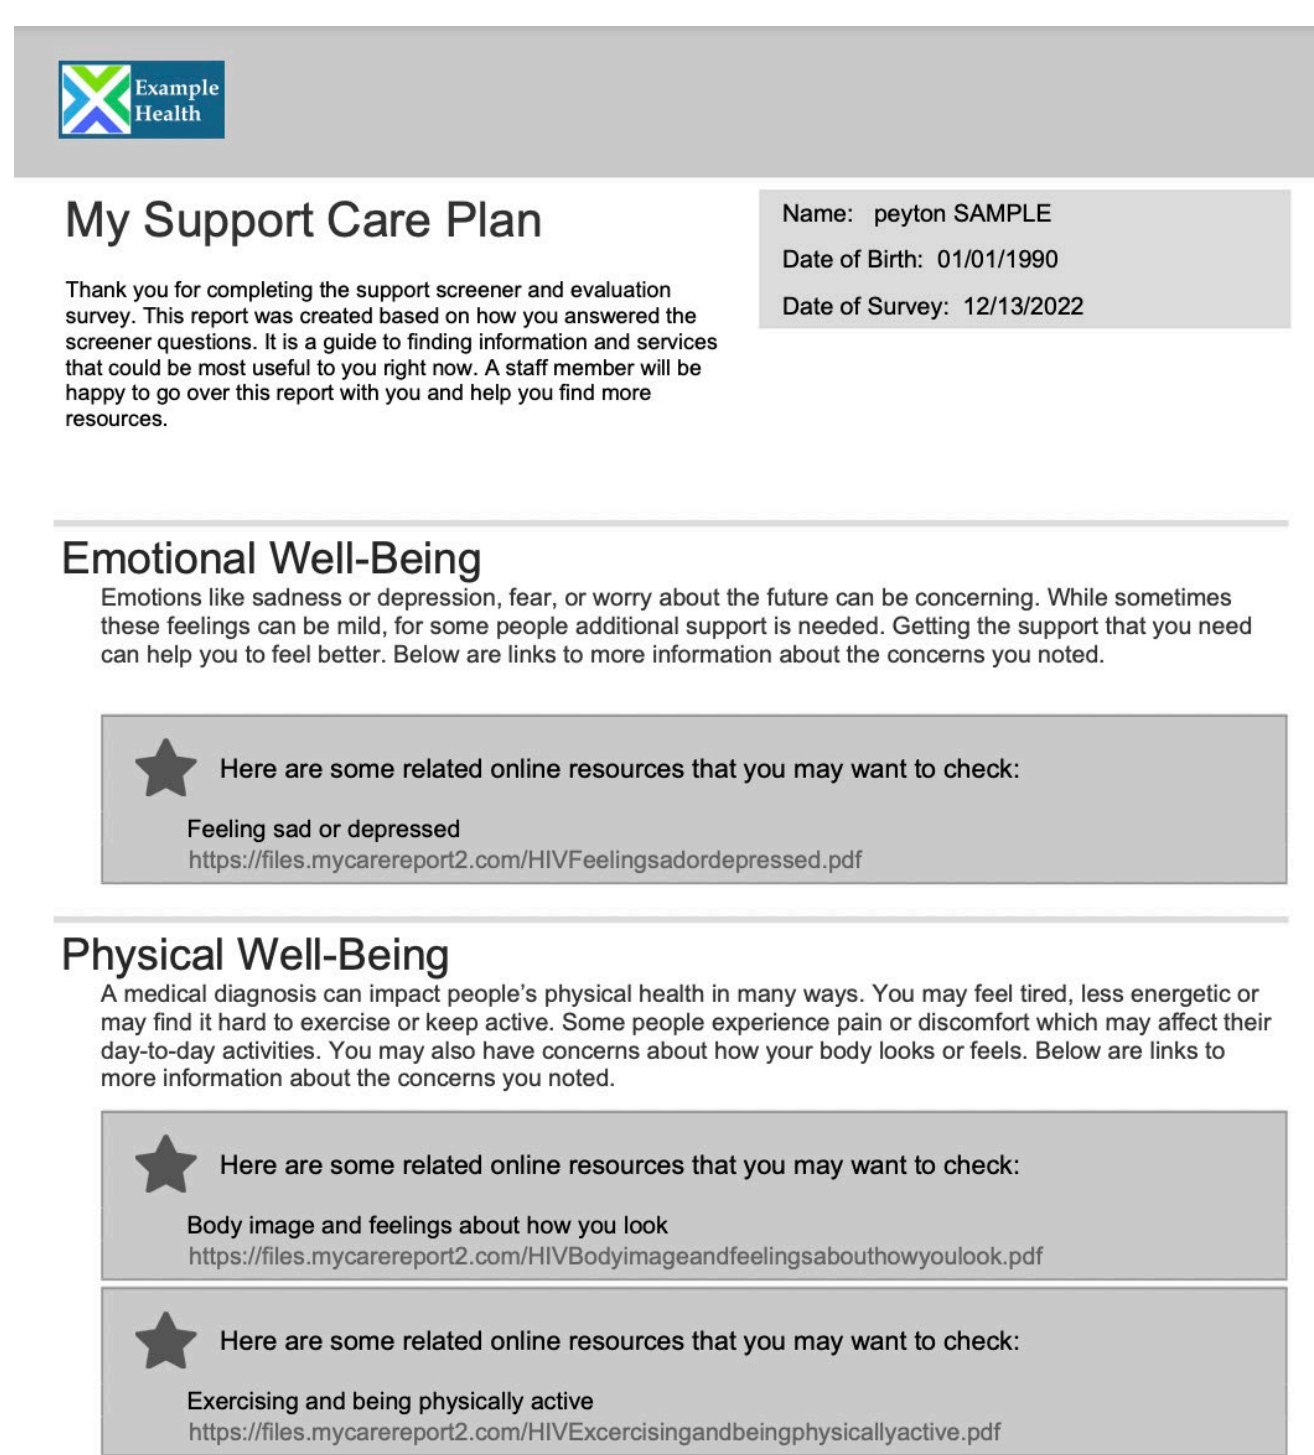 Example
Health
My Support Care Plan
Name: peyton SAMPLE
Date of Birth: 01/01/1990
Date of Survey: 12/13/2022
Thank you for completing the support screener and evaluation
survey. This report was created based on how you answered the
screener questions. It is a guide to finding information and services
that could be most useful to you right now. A staff member will be
happy to go over this report with you and help you find more
resources.
Emotional Well-Being
Emotions like sadness or depression, fear, or worry about the future can be concerning. While sometimes
these feelings can be mild, for some people additional support is needed. Getting the support that you need
can help you to feel better. Below are links to more information about the concerns you noted.
Here are some related online resources that you may want to check:
Feeling sad or depressed
https://files.mycarereport2.com/HIVFeelingsadordepressed.pdf
Physical Well-Being
A medical diagnosis can impact people’s physical health in many ways. You may feel tired, less energetic or
may find it hard to exercise or keep active. Some people experience pain or discomfort which may affect their
day-to-day activities. You may also have concerns about how your body looks or feels. Below are links to
more information about the concerns you noted.
Here are some related online resources that you may want to check:
Body image and feelings about how you look
https://files.mycarereport2.com/HIVBodyimageandfeelingsabouthowyoulook.pdf
Here are some related online resources that you may want to check:
Exercising and being physically active
https://files.mycarereport2.com/HIVExcercisingandbeingphysicallyactive.pdf